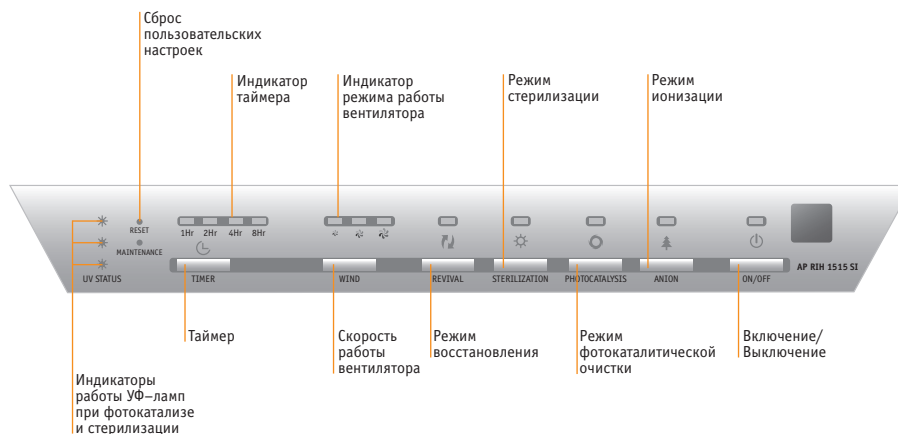 Сброс
пользовательских
настроек
Индикатор
таймера
Индикатор
режима работы
вентилятора
Режим
стерилизации
Режим
ионизации
RESET
MAINTENANCE
UV STATUS
1Hr 2Hr 4Hr 8Hr
TIMER
WIND
REVIVAL
STERILIZATION
PHOTOCATALYSIS
ANION
ON/OFF
AP RIH 1515 SI
Таймер
Скорость
работы
вентилятора
Режим
восстановления
Режим
фотокаталитической
очистки
Включение/
Выключение
Индикаторы
работы УФ–ламп
при фотокатализе
и стерилизации